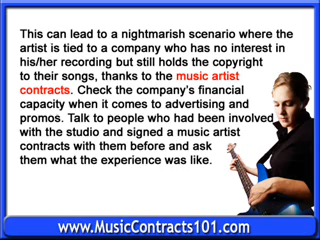 This can lead to a nightmarish scenario where the
artist is tied to a company who has no interest in
his/her recording but still holds the copyright
to their songs, thanks to the music artist
contracts. Check the company's financial
capacity when it comes to advertising and
promos. Talk to people who had been involved
with the studio and signed a music artist
contracts with them before and ask
them what the experience was like.
www.MusicContracts101.com